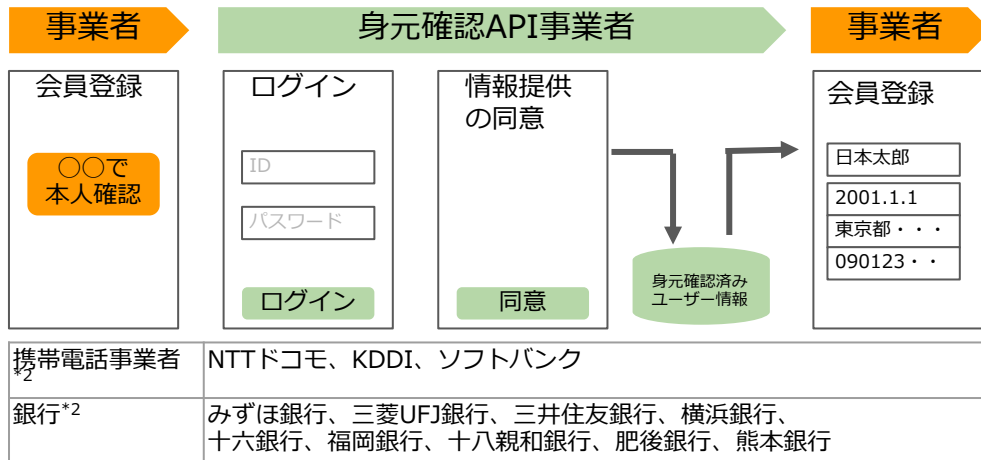 事業者
身元確認API事業者
事業者
会員登録
〇〇で
本人確認
ログイン
ID
パスワード
ログイン
情報提供
の同意
同意
身元確認済み
ユーザー情報
会員登録
日本太郎
2001.1.1
東京都・・・
090123・・
携帯電話事業者
*2
NTTドコモ、KDDI、ソフトバンク
銀行*2
みずほ銀行、三菱UFJ銀行、三井住友銀行、横浜銀行、
十六銀行、福岡銀行、十八親和銀行、肥後銀行、熊本銀行